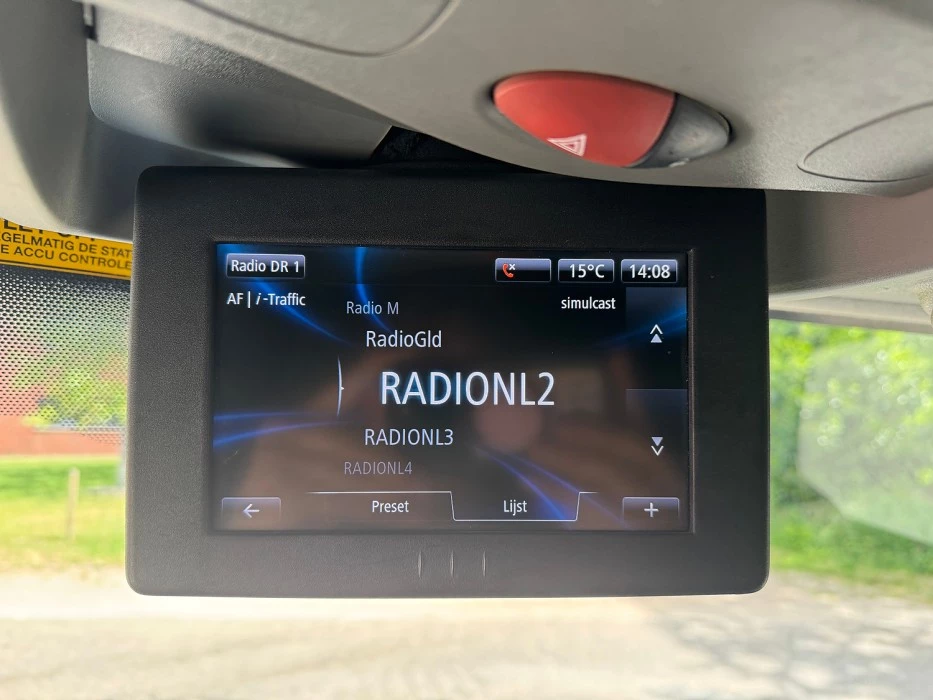 GELMATIG DE STAT
E ACCU CONTROLE
Radio DR 1
15°C
14:08
AF | i-Traffic
simulcast
Radio M
RadioGld
RADIONL2
RADIONL3
RADIONL4
Preset
Lijst